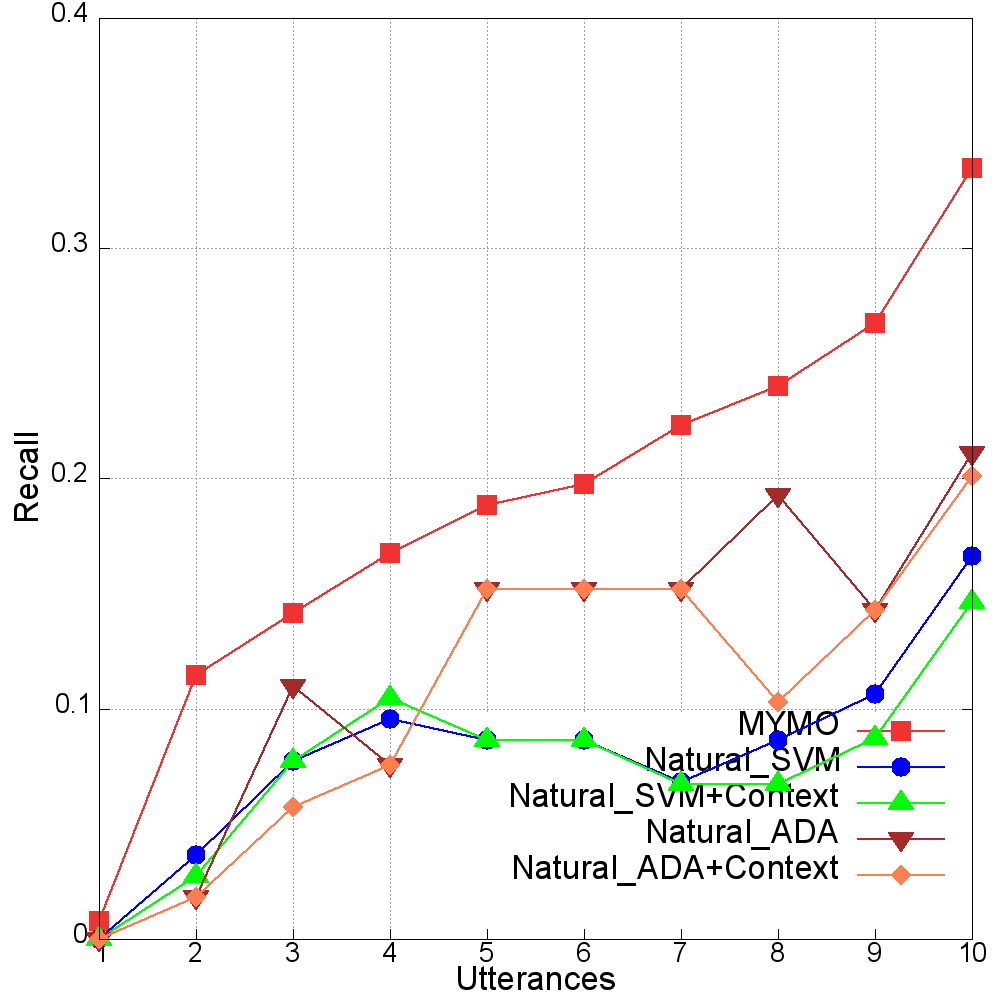 0.4
0.3
0.2
0.1
0
Recall
MYMO
Natural_SVM
Natural_SVM+Context
Natural_ADA
Natural_ADA+Context
1 2 3 4 5 6 7 8 9 10
Utterances